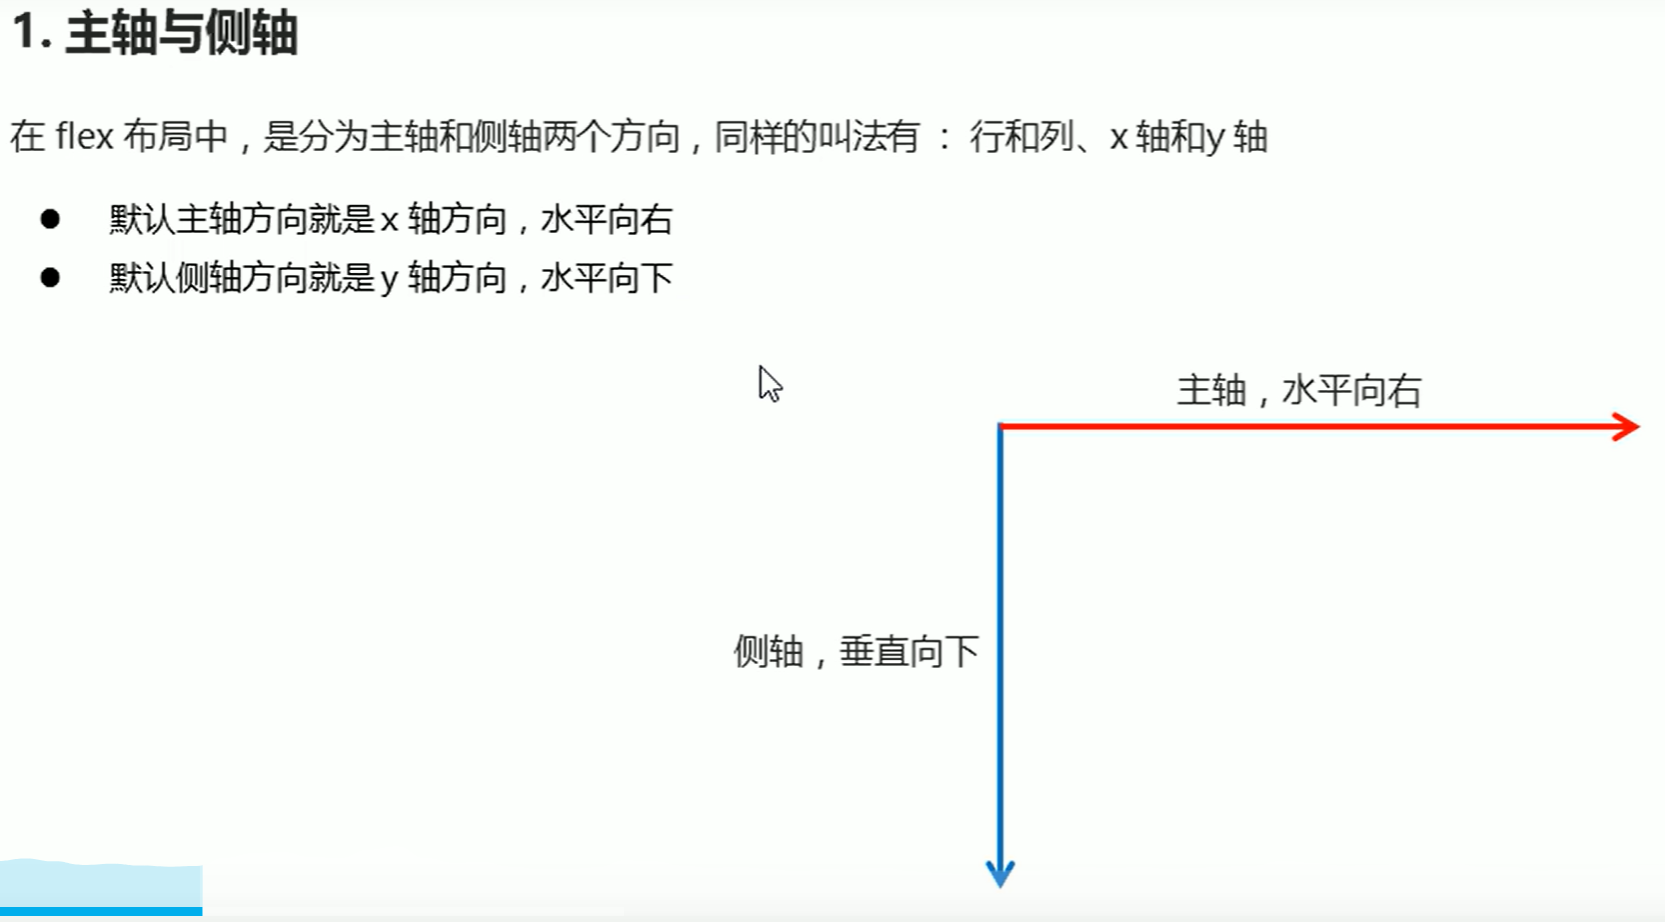 1. 主轴与侧轴
在 flex 布局中，是分为主轴和侧轴两个方向，同样的叫法有 ： 行和列、x 轴和y 轴
● 默认主轴方向就是x 轴方向，水平向右
● 默认侧轴方向就是y 轴方向，水平向下
主轴，水平向右
侧轴，垂直向下